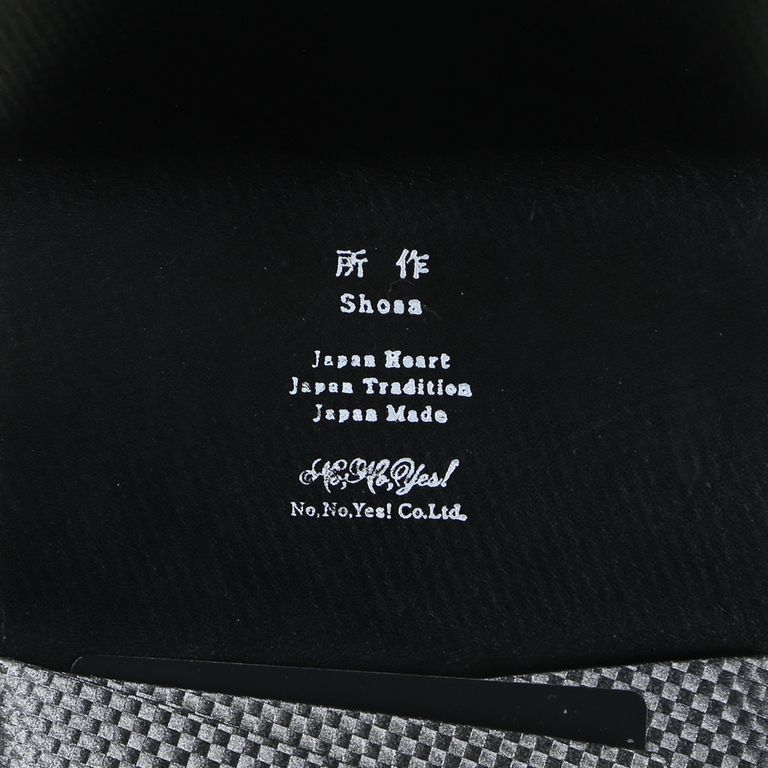 所作
Shosa
Japan Heart
Japan Tradition
Japan Made
No,No,Yes!
No,No,Yes! Co.Ltd.